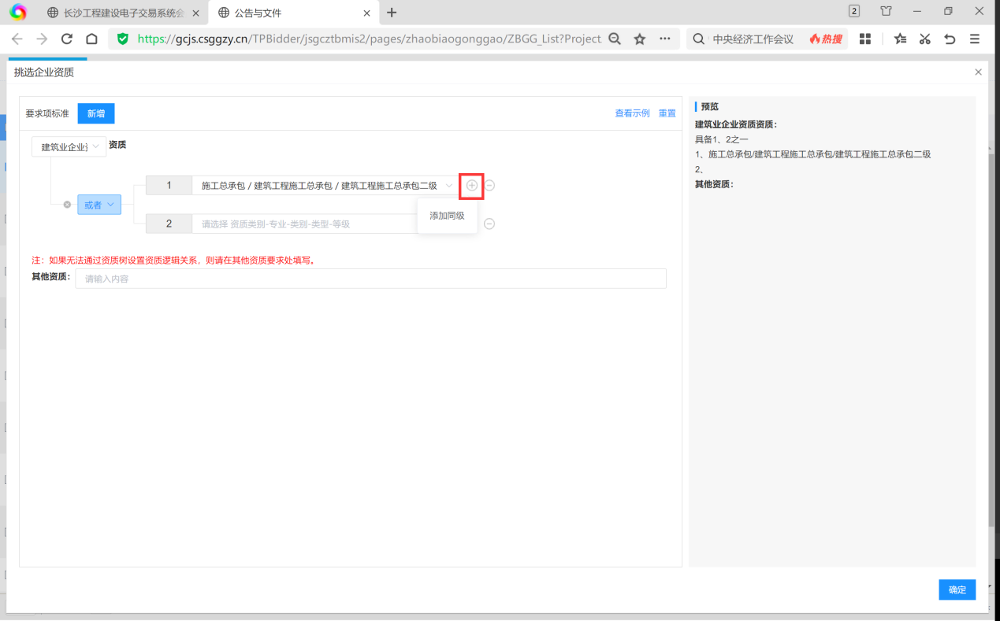 长沙工程建设电子交易系统会
公告与文件
2
https://gcjs.csggzy.cn/TPBidder/jsgcztbmis2/pages/zhaobiaogonggao/ZBGG_List?Project
中央经济工作会议
热搜
挑选企业资质
要求项标准
新增
查看示例
重置
建筑业企业
资质
1
施工总承包 / 建筑工程施工总承包 / 建筑工程施工总承包二级
添加同级
或者
2
请选择 资质类别-专业-类别-类型-等级
注：如果无法通过资质树设置资质逻辑关系，则请在其他资质要求处填写。
其他资质：
请输入内容
预览
建筑业企业资质资质：
具备1、2之一
1、施工总承包/建筑工程施工总承包/建筑工程施工总承包二级
2、
其他资质：
确定